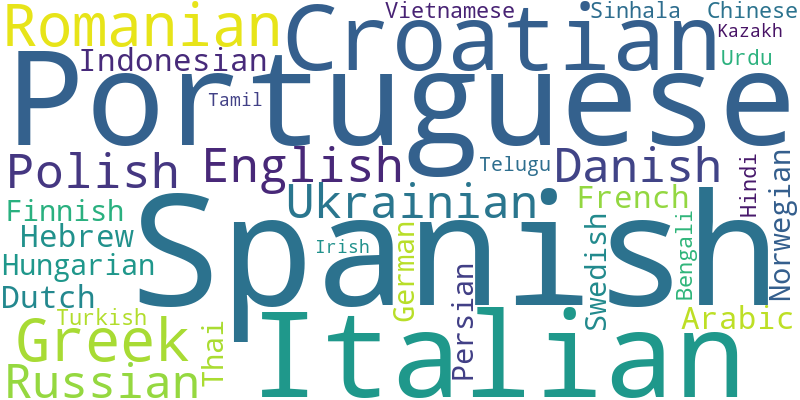 Romanian
Croatian
Vietnamese
Sinhala
Chinese
Kazakh
Indonesian
Urdu
Portuguese
Tamil
Polish
English
Telugu
Danish
Hindi
Norwegian
Ukrainian
French
Finnish
Hebrew
Spanish
Irish
German
Swedish
Bengali
Hungarian
Dutch
Persian
Turkish
Greek
Thai
Italian
Arabic
Russian